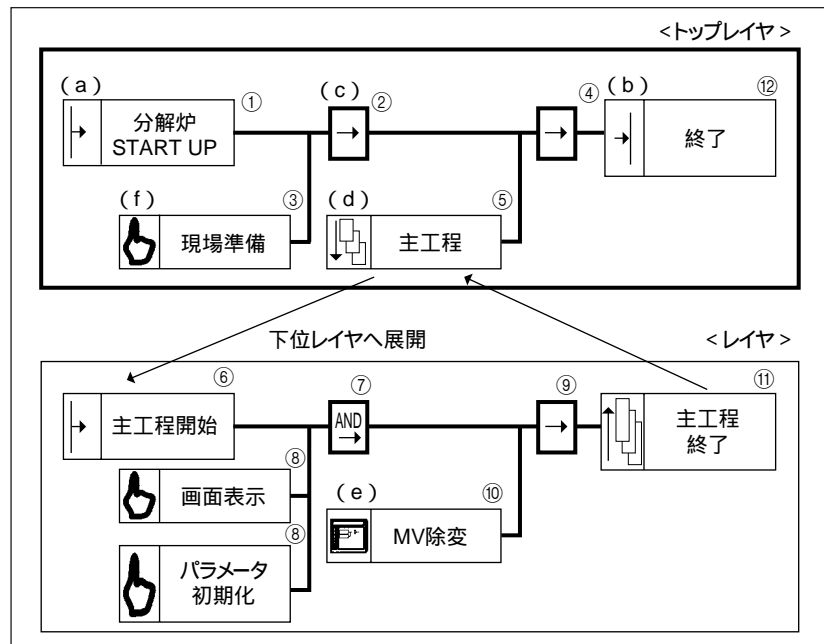 <トップレイヤ>
(a) ① (c) ② ④ (b) ⑫
分解炉
START UP
→ → → →
終了
(f) ③ (d) ⑤
現場準備
主工程
下位レイヤへ展開
<レイヤ>
⑥ ⑦ ⑨ ⑪
主工程開始
AND
主工程
終了
⑧
画面表示
(e) ⑩
MV除変
⑧
パラメータ
初期化